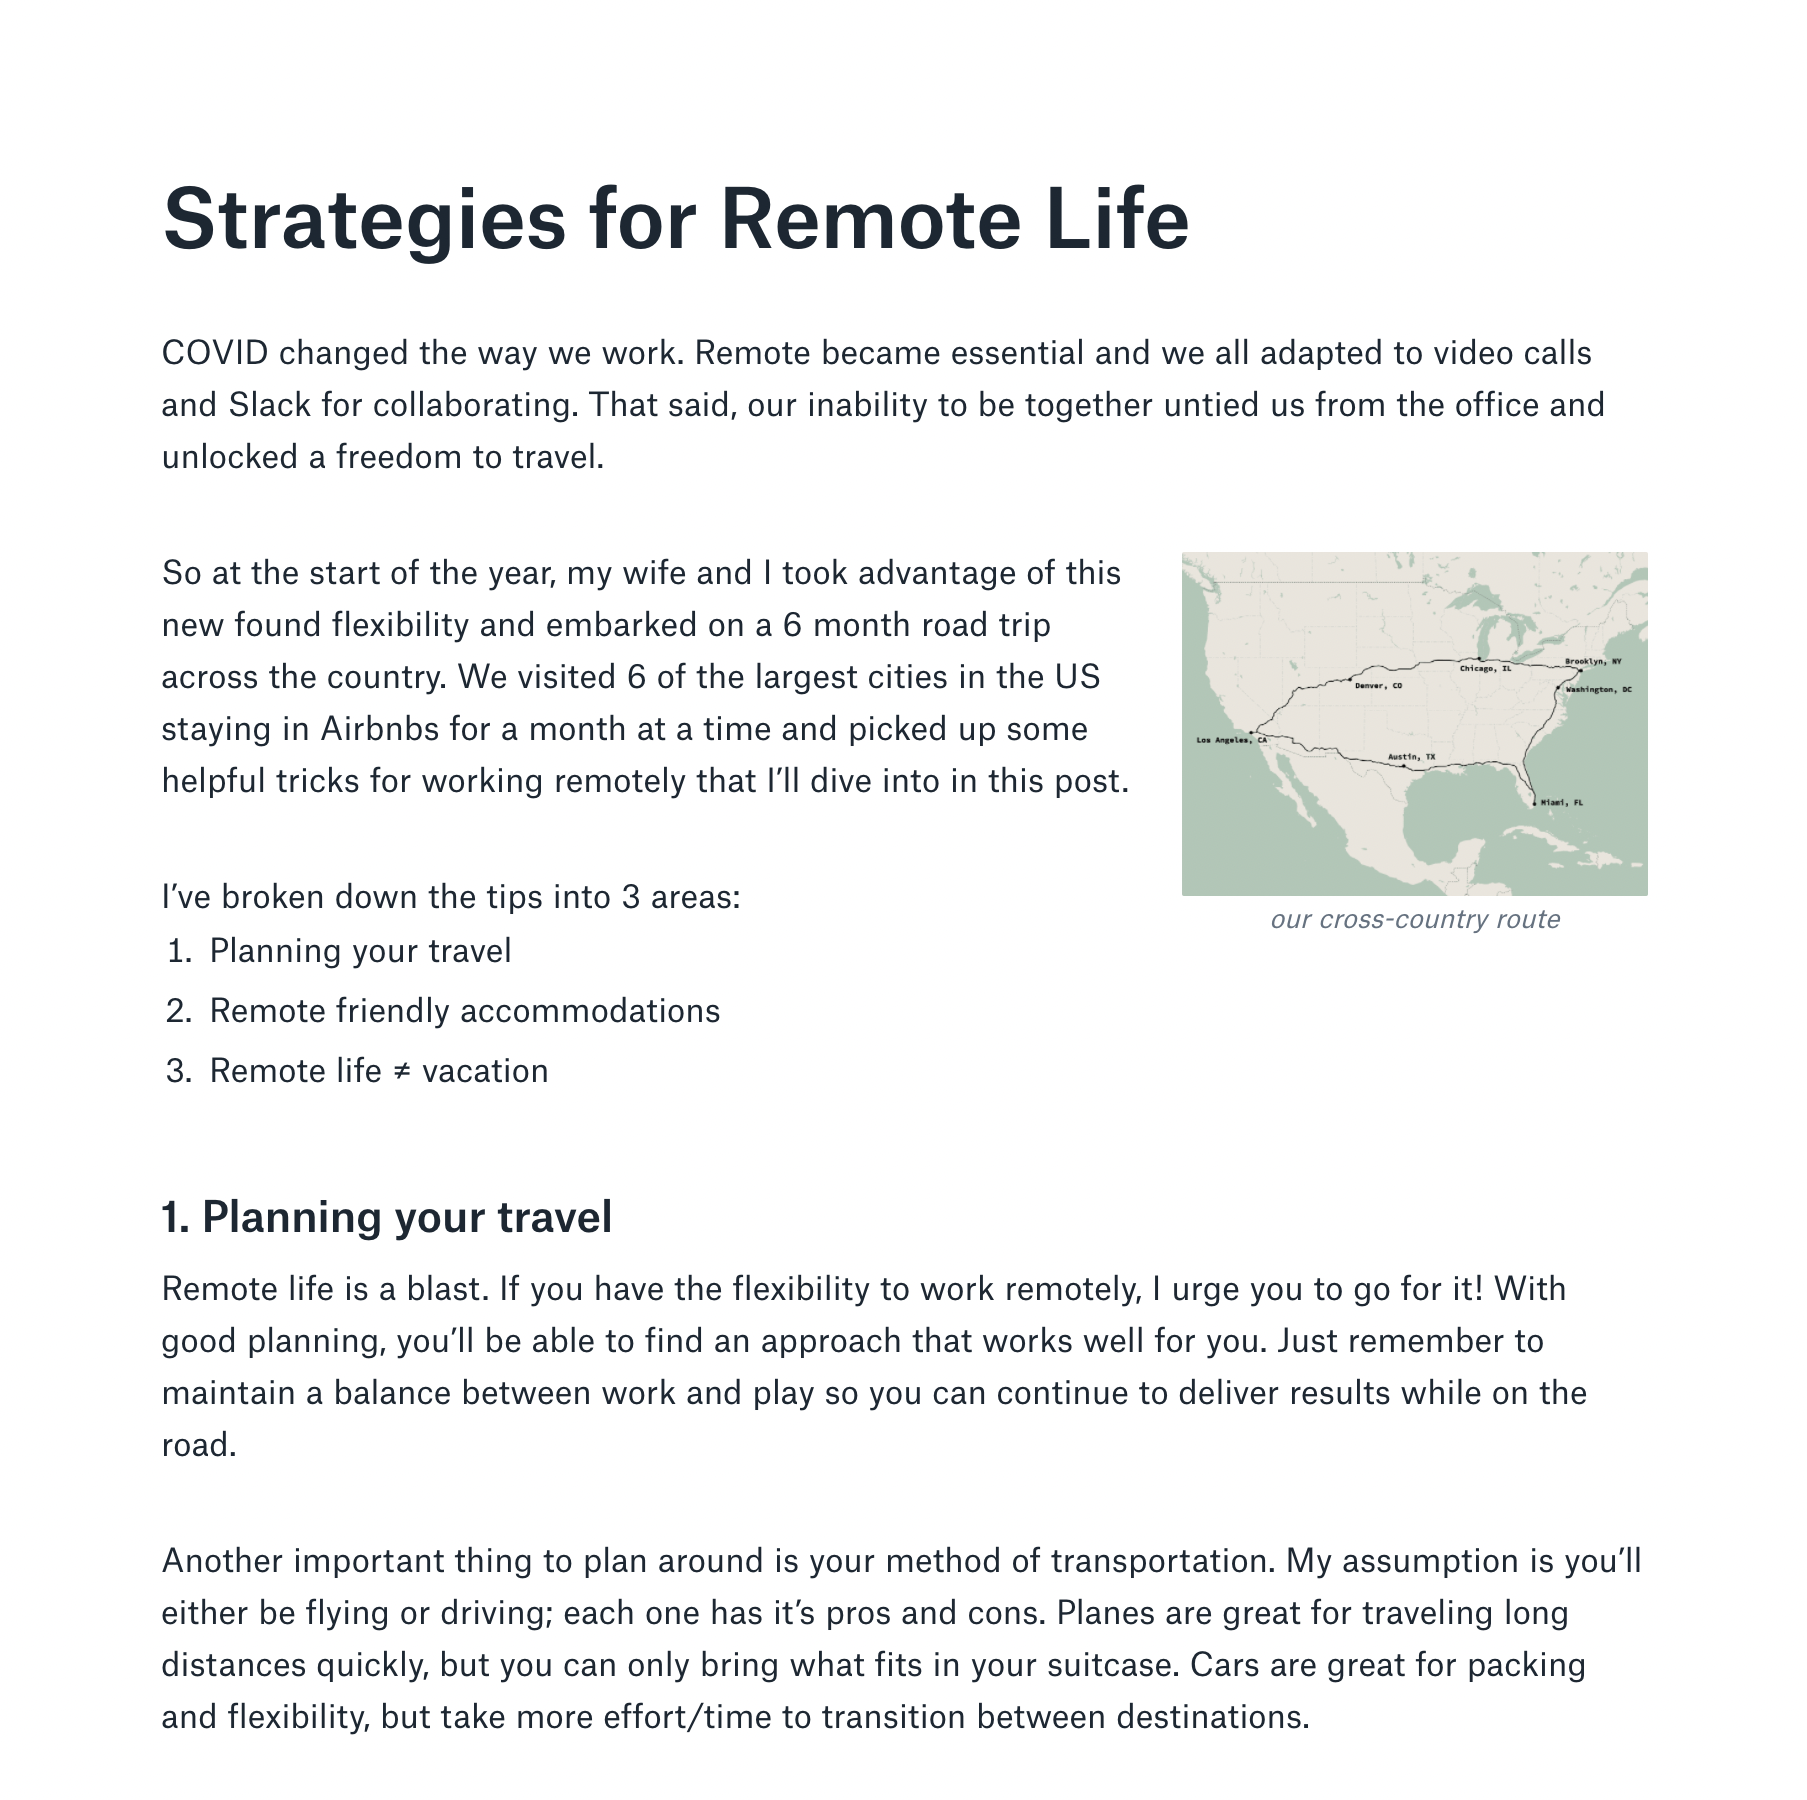 Strategies for Remote Life
COVID changed the way we work. Remote became essential and we all adapted to video calls
and Slack for collaborating. That said, our inability to be together untied us from the office and
unlocked a freedom to travel.
So at the start of the year, my wife and I took advantage of this
new found flexibility and embarked on a 6 month road trip
across the country. We visited 6 of the largest cities in the US
staying in Airbnbs for a month at a time and picked up some
helpful tricks for working remotely that I’ll dive into in this post.
Brooklyn, NY
Chicago, IL
Denver, CO
Washington, DC
Los Angeles, CA
Austin, TX
Miami, FL
our cross-country route
I’ve broken down the tips into 3 areas:
1. Planning your travel
2. Remote friendly accommodations
3. Remote life ≠ vacation
1. Planning your travel
Remote life is a blast. If you have the flexibility to work remotely, I urge you to go for it! With
good planning, you’ll be able to find an approach that works well for you. Just remember to
maintain a balance between work and play so you can continue to deliver results while on the
road.
Another important thing to plan around is your method of transportation. My assumption is you’ll
either be flying or driving; each one has it’s pros and cons. Planes are great for traveling long
distances quickly, but you can only bring what fits in your suitcase. Cars are great for packing
and flexibility, but take more effort/time to transition between destinations.